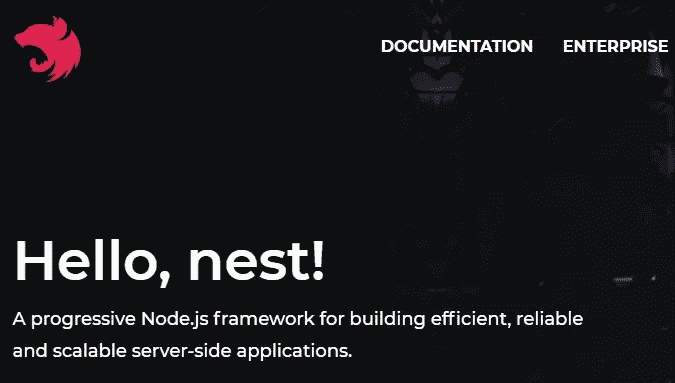 DOCUMENTATION ENTERPRISE
Hello, nest!
A progressive Node.js framework for building efficient, reliable
and scalable server-side applications.